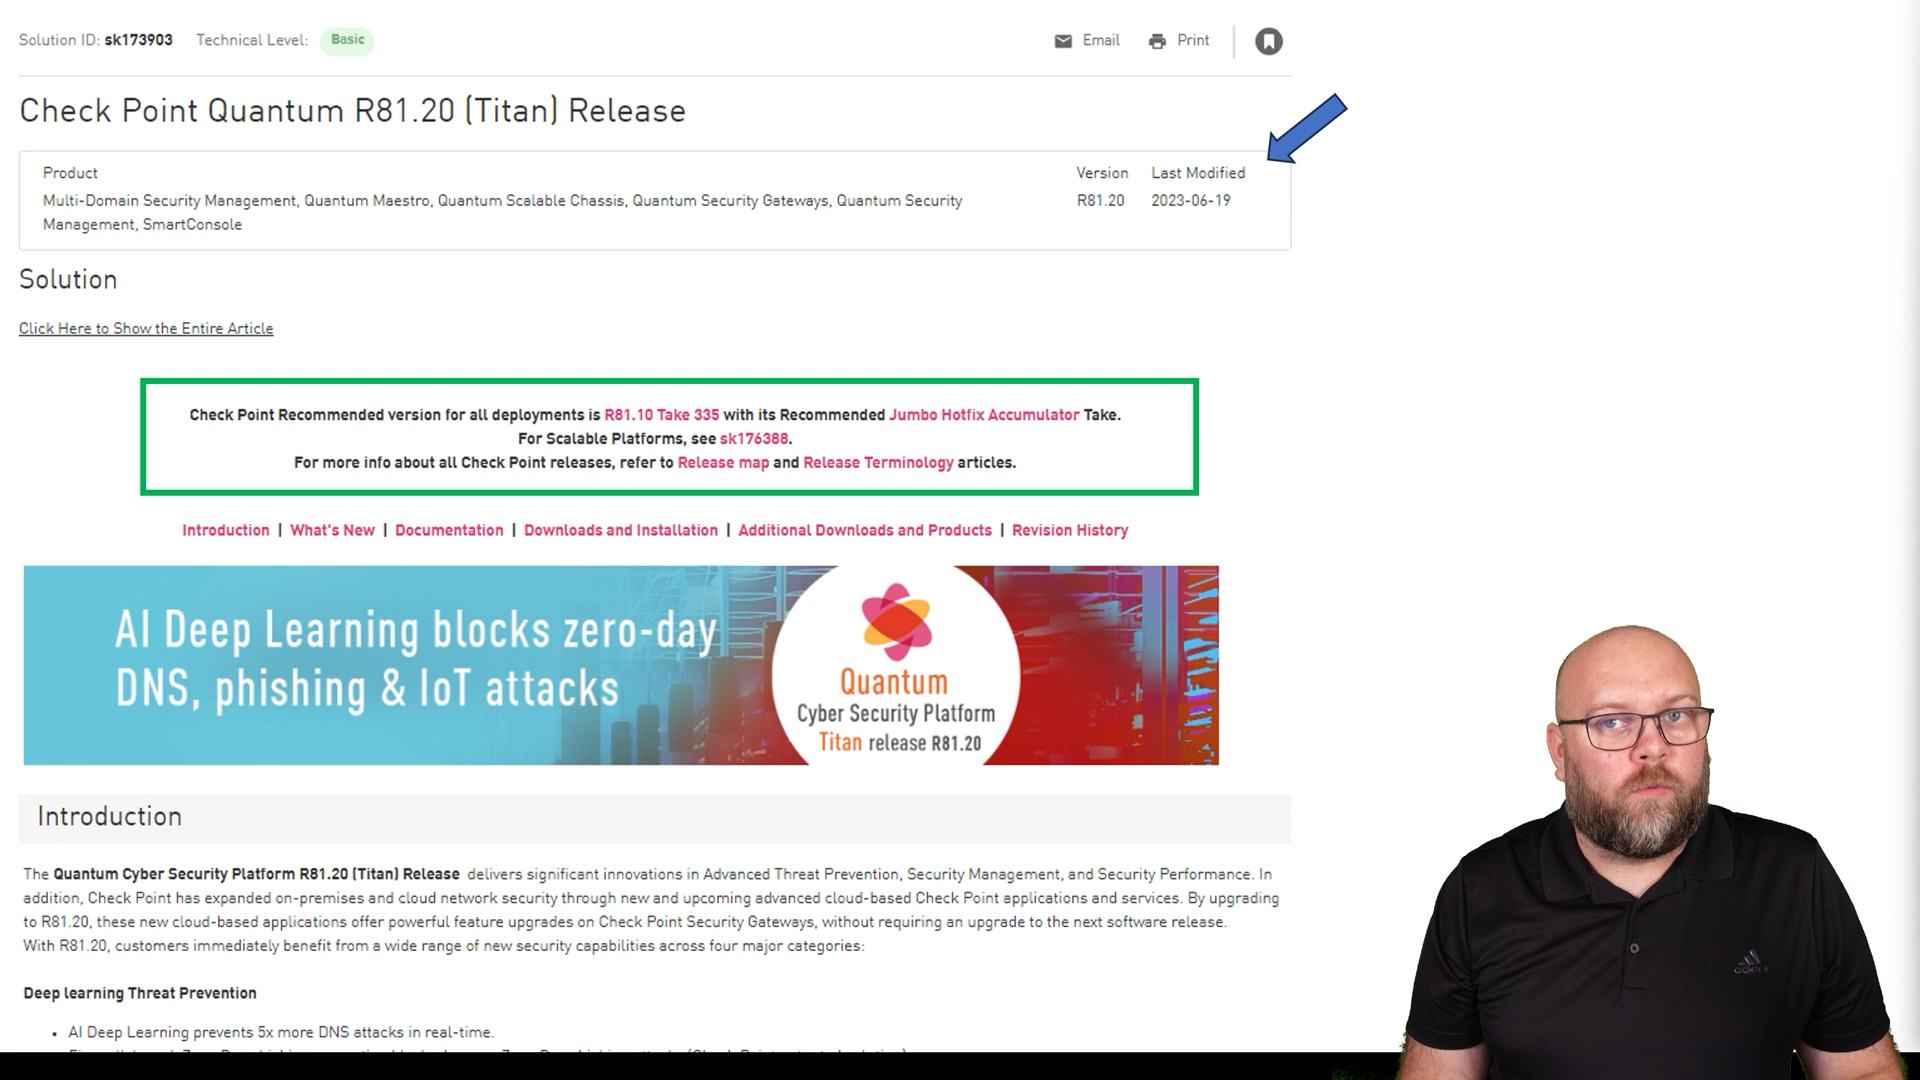 Solution ID: sk173903 Technical Level: Basic
Email Print
Check Point Quantum R81.20 (Titan) Release
Product Version Last Modified
Multi-Domain Security Management, Quantum Maestro, Quantum Scalable Chassis, Quantum Security Gateways, Quantum Security R81.20 2023-06-19
Management, SmartConsole
Solution
Click Here to Show the Entire Article
Check Point Recommended version for all deployments is R81.10 Take 335 with its Recommended Jumbo Hotfix Accumulator Take.
For Scalable Platforms, see sk176388.
For more info about all Check Point releases, refer to Release map and Release Terminology articles.
Introduction | What's New | Documentation | Downloads and Installation | Additional Downloads and Products | Revision History
AI Deep Learning blocks zero-day
DNS, phishing & IoT attacks
Quantum
Cyber Security Platform
Titan release R81.20
Introduction
The Quantum Cyber Security Platform R81.20 (Titan) Release delivers significant innovations in Advanced Threat Prevention, Security Management, and Security Performance. In
addition, Check Point has expanded on-premises and cloud network security through new and upcoming advanced cloud-based Check Point applications and services. By upgrading
to R81.20, these new cloud-based applications offer powerful feature upgrades on Check Point Security Gateways, without requiring an upgrade to the next software release.
With R81.20, customers immediately benefit from a wide range of new security capabilities across four major categories:
Deep learning Threat Prevention
• AI Deep Learning prevents 5x more DNS attacks in real-time.
adidas